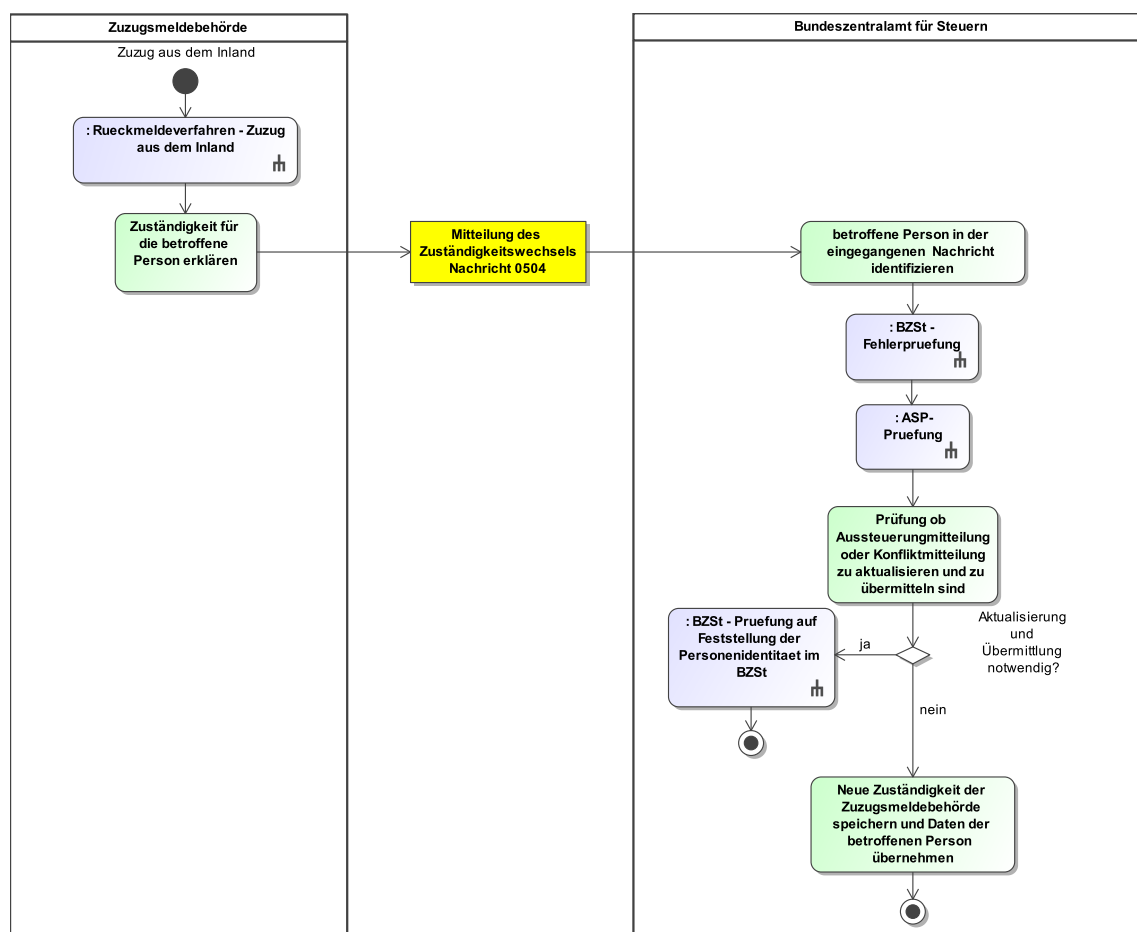 Zuzugsmeldebehörde
Zuzug aus dem Inland
: Rueckmeldeverfahren - Zuzug
aus dem Inland
Zuständigkeit für
die betroffene
Person erklären
Mitteilung des
Zuständigkeitswechsels
Nachricht 0504
Bundeszentralamt für Steuern
betroffene Person in der
eingegangenen Nachricht
identifizieren
: BZSt -
Fehlerpruefung
: ASP-
Pruefung
Prüfung ob
Aussteuerungmitteilung
oder Konfliktmitteilung
zu aktualisieren und zu
übermitteln sind
Aktualisierung
und
Übermittlung
notwendig?
ja
: BZSt - Pruefung auf
Feststellung der
Personenidentitaet im
BZSt
nein
Neue Zuständigkeit der
Zuzugsmeldebehörde
speichern und Daten der
betroffenen Person
übernehmen